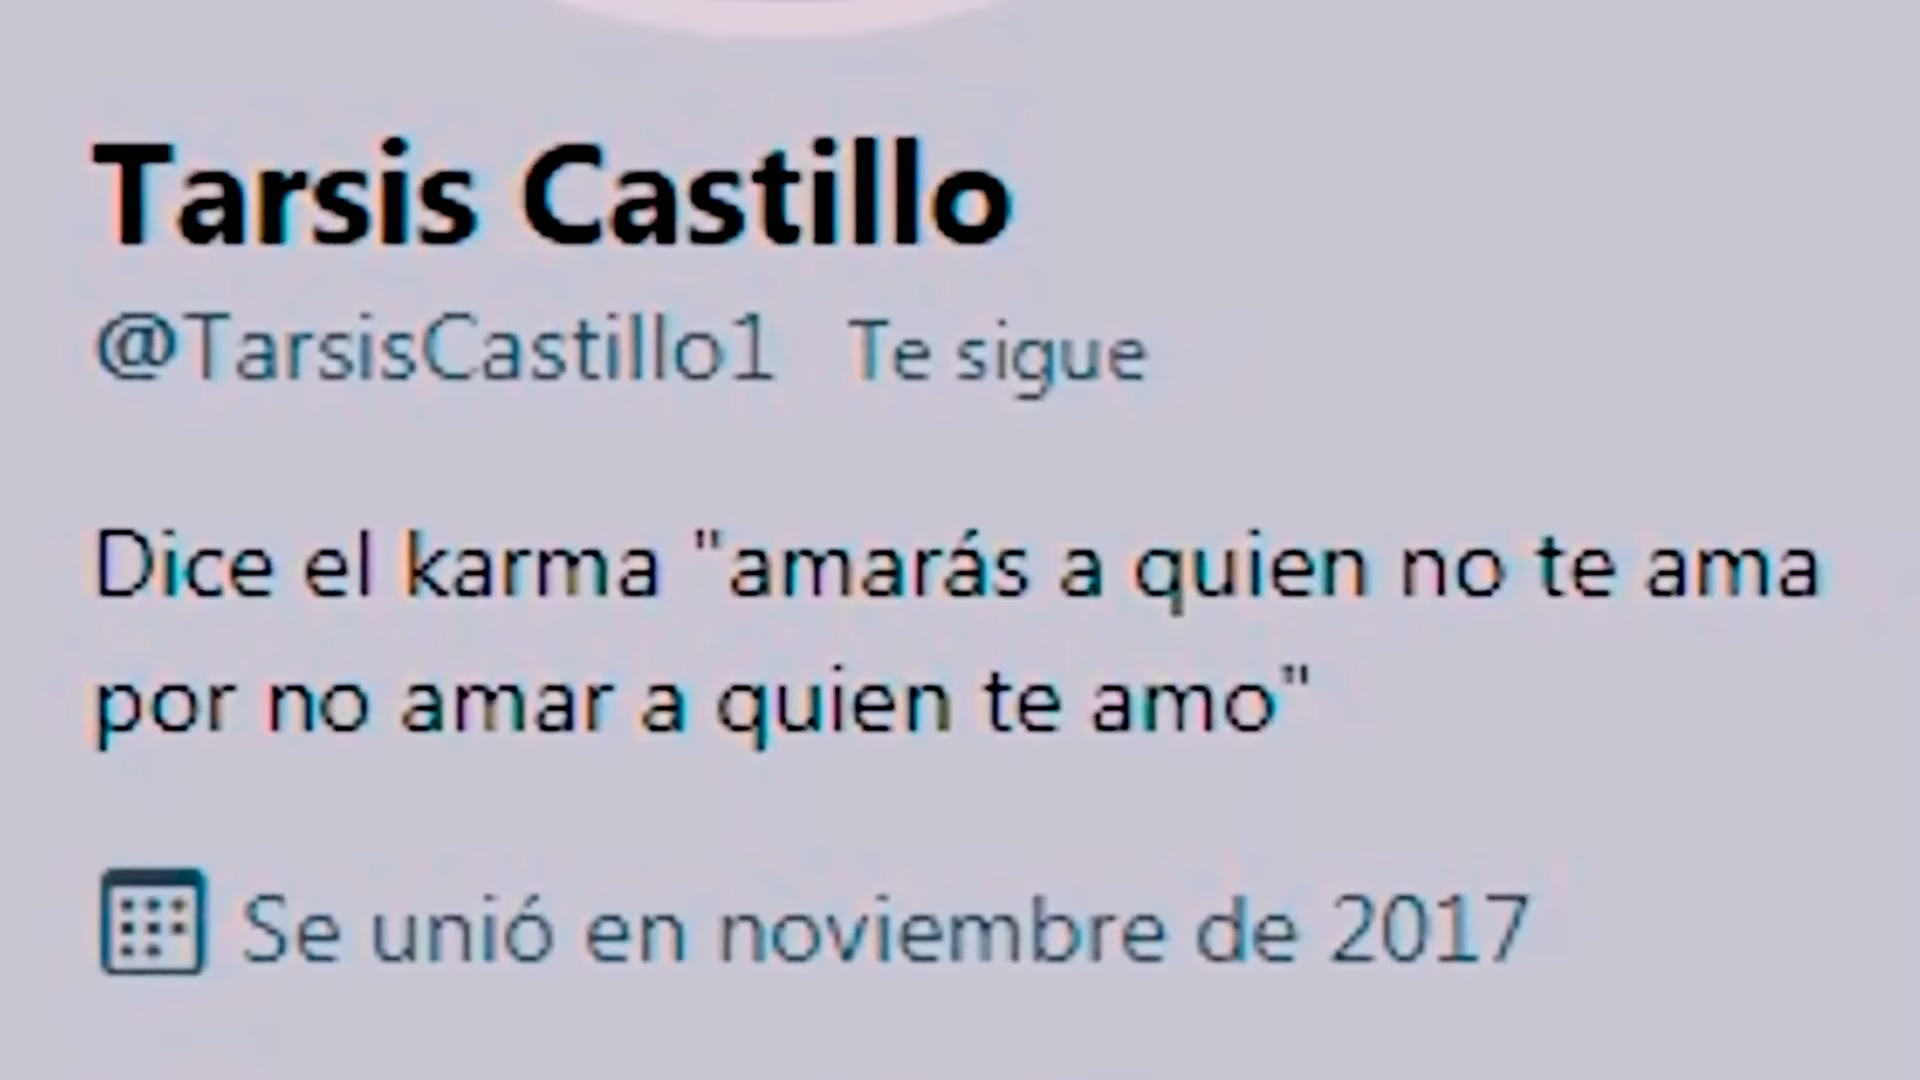 Tarsis Castillo
@TarsisCastillo1 Te sigue
Dice el karma "amarás a quien no te ama
por no amar a quien te amo"
Se unió en noviembre de 2017